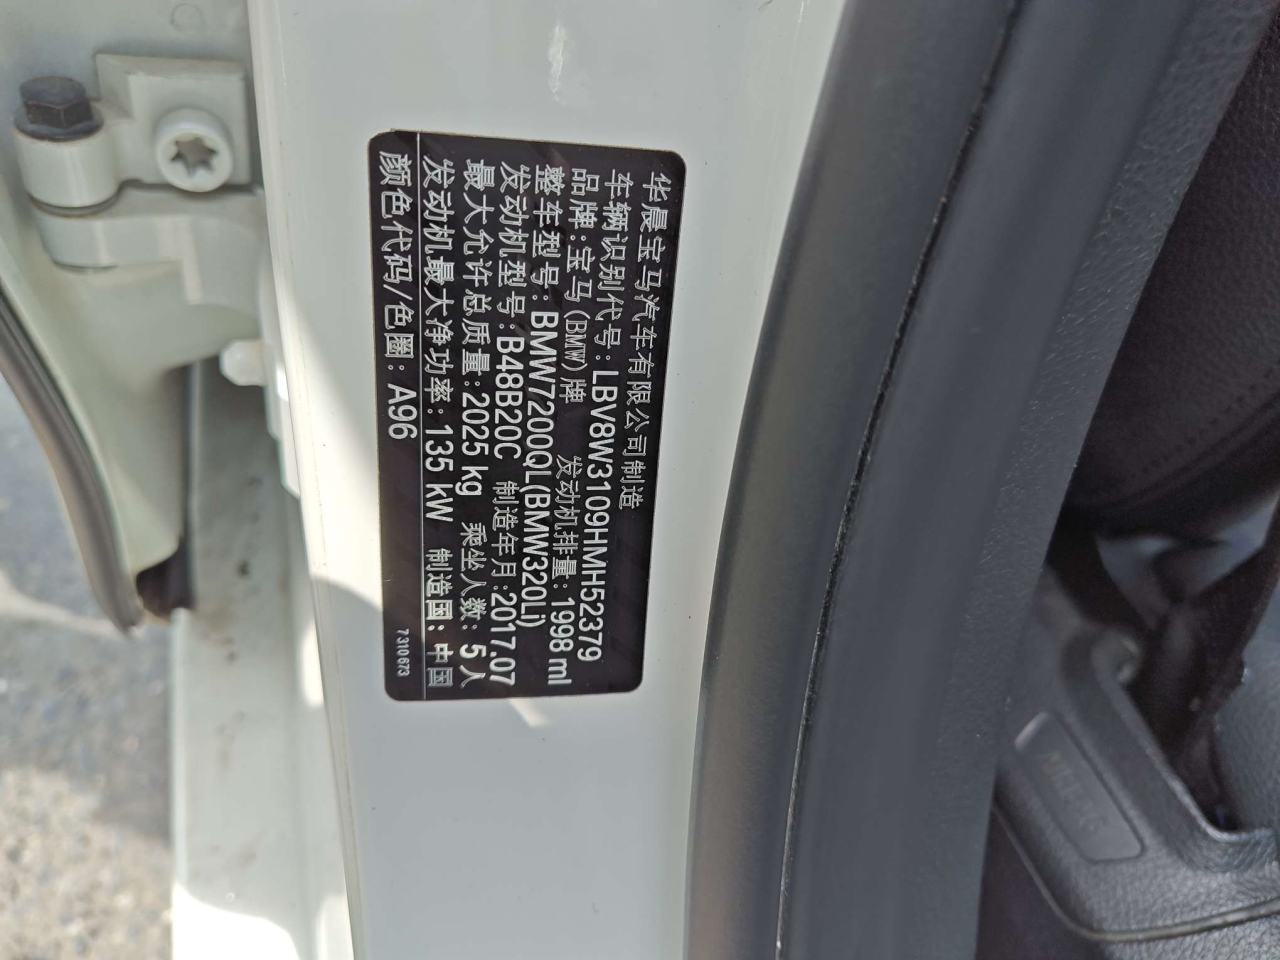 华晨宝马汽车有限公司制造
车辆识别代号: LBV8W3109HMH52379
品牌: 宝马(BMW)牌 发动机排量: 1998 ml
整车型号: BMW7200QL(BMW320Li)
发动机型号: B48B20C 制造年月: 2017.07
最大允许总质量: 2025 kg 乘坐人数: 5 人
发动机最大净功率: 135 kW 制造国: 中国
颜色代码/色圈: A96 7310673